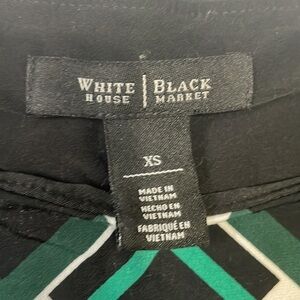 WHITE | BLACK
HOUSE | MARKET
XS
MADE IN
VIETNAM
HECHO EN
VIETNAM
FABRIQUÉ EN
VIETNAM